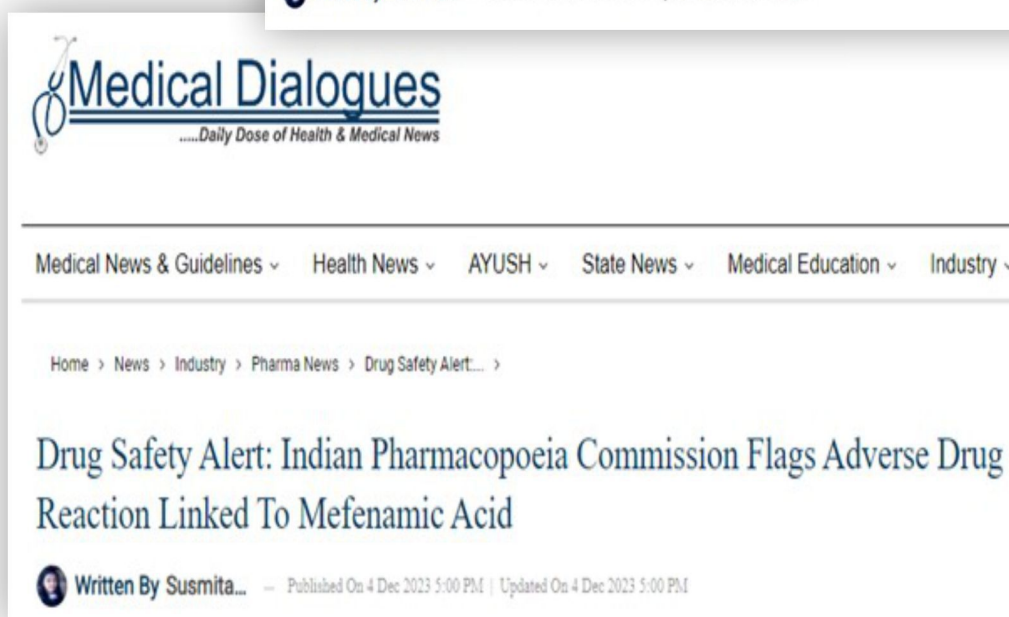 Medical Dialogues
.....Daily Dose of Health & Medical News
Medical News & Guidelines Health News AYUSH State News Medical Education Industry
Home > News > Industry > Pharma News > Drug Safety Alert:... >
Drug Safety Alert: Indian Pharmacopoeia Commission Flags Adverse Drug
Reaction Linked To Mefenamic Acid
Written By Susmita... – Published On 4 Dec 2023 5:00 PM | Updated On 4 Dec 2023 5:00 PM